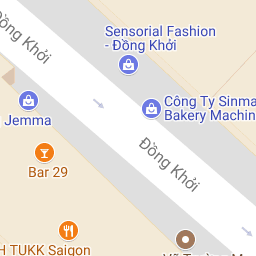 Đồng Khởi
Sensorial Fashion
- Đồng Khởi
Jemma
Công Ty Sinma
Bakery Machin
Bar 29
Đồng Khởi
TUKK Saigon